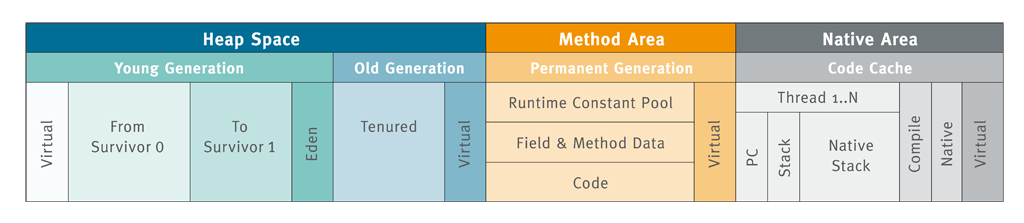 Heap Space
Method Area
Native Area
Young Generation
Old Generation
Permanent Generation
Code Cache
Virtual
From
Survivor 0
To
Survivor 1
Eden
Tenured
Virtual
Runtime Constant Pool
Field & Method Data
Code
Virtual
Thread 1..N
PC
Stack
Native
Stack
Compile
Native
Virtual